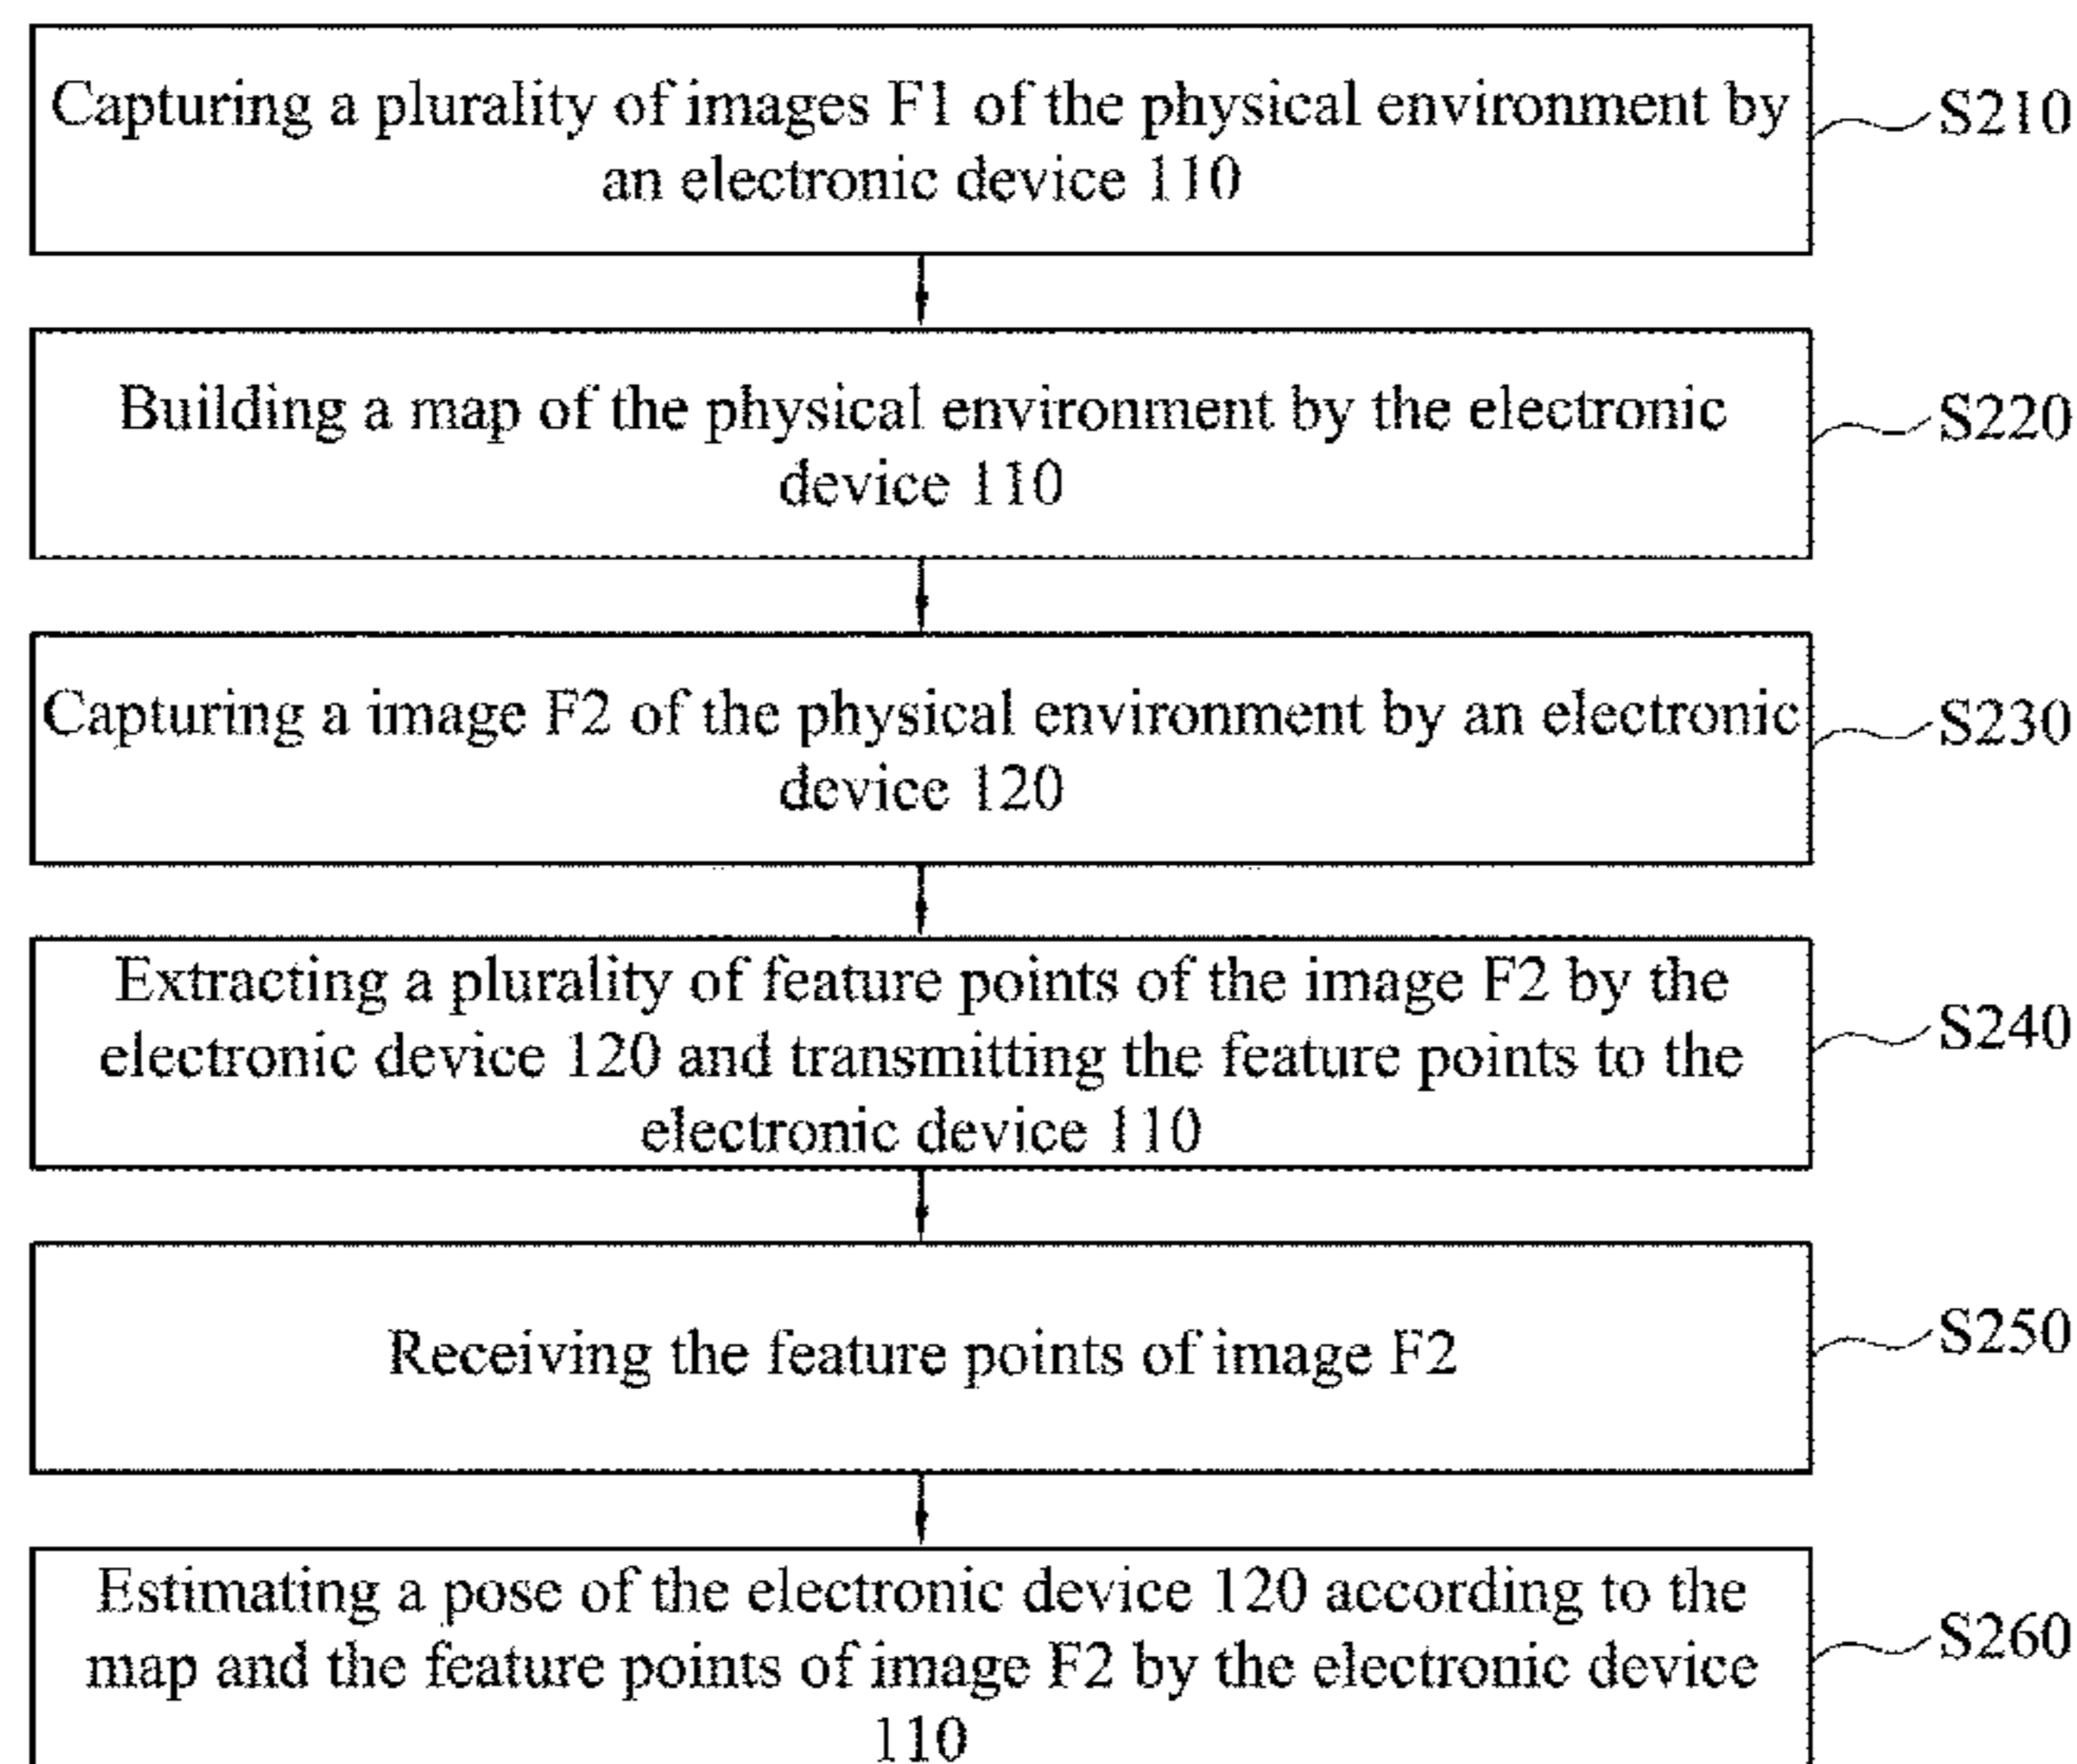 Capturing a plurality of images F1 of the physical environment by
an electronic device 110
S210
Building a map of the physical environment by the electronic
device 110
S220
Capturing a image F2 of the physical environment by an electronic
device 120
S230
Extracting a plurality of feature points of the image F2 by the
electronic device 120 and transmitting the feature points to the
electronic device 110
S240
Receiving the feature points of image F2
S250
Estimating a pose of the electronic device 120 according to the
map and the feature points of image F2 by the electronic device
110
S260